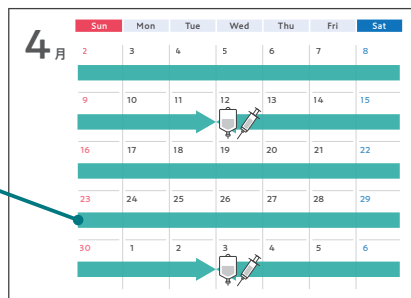 4月
Sun Mon Tue Wed Thu Fri Sat
2 3 4 5 6 7 8
9 10 11 12 13 14 15
16 17 18 19 20 21 22
23 24 25 26 27 28 29
30 1 2 3 4 5 6